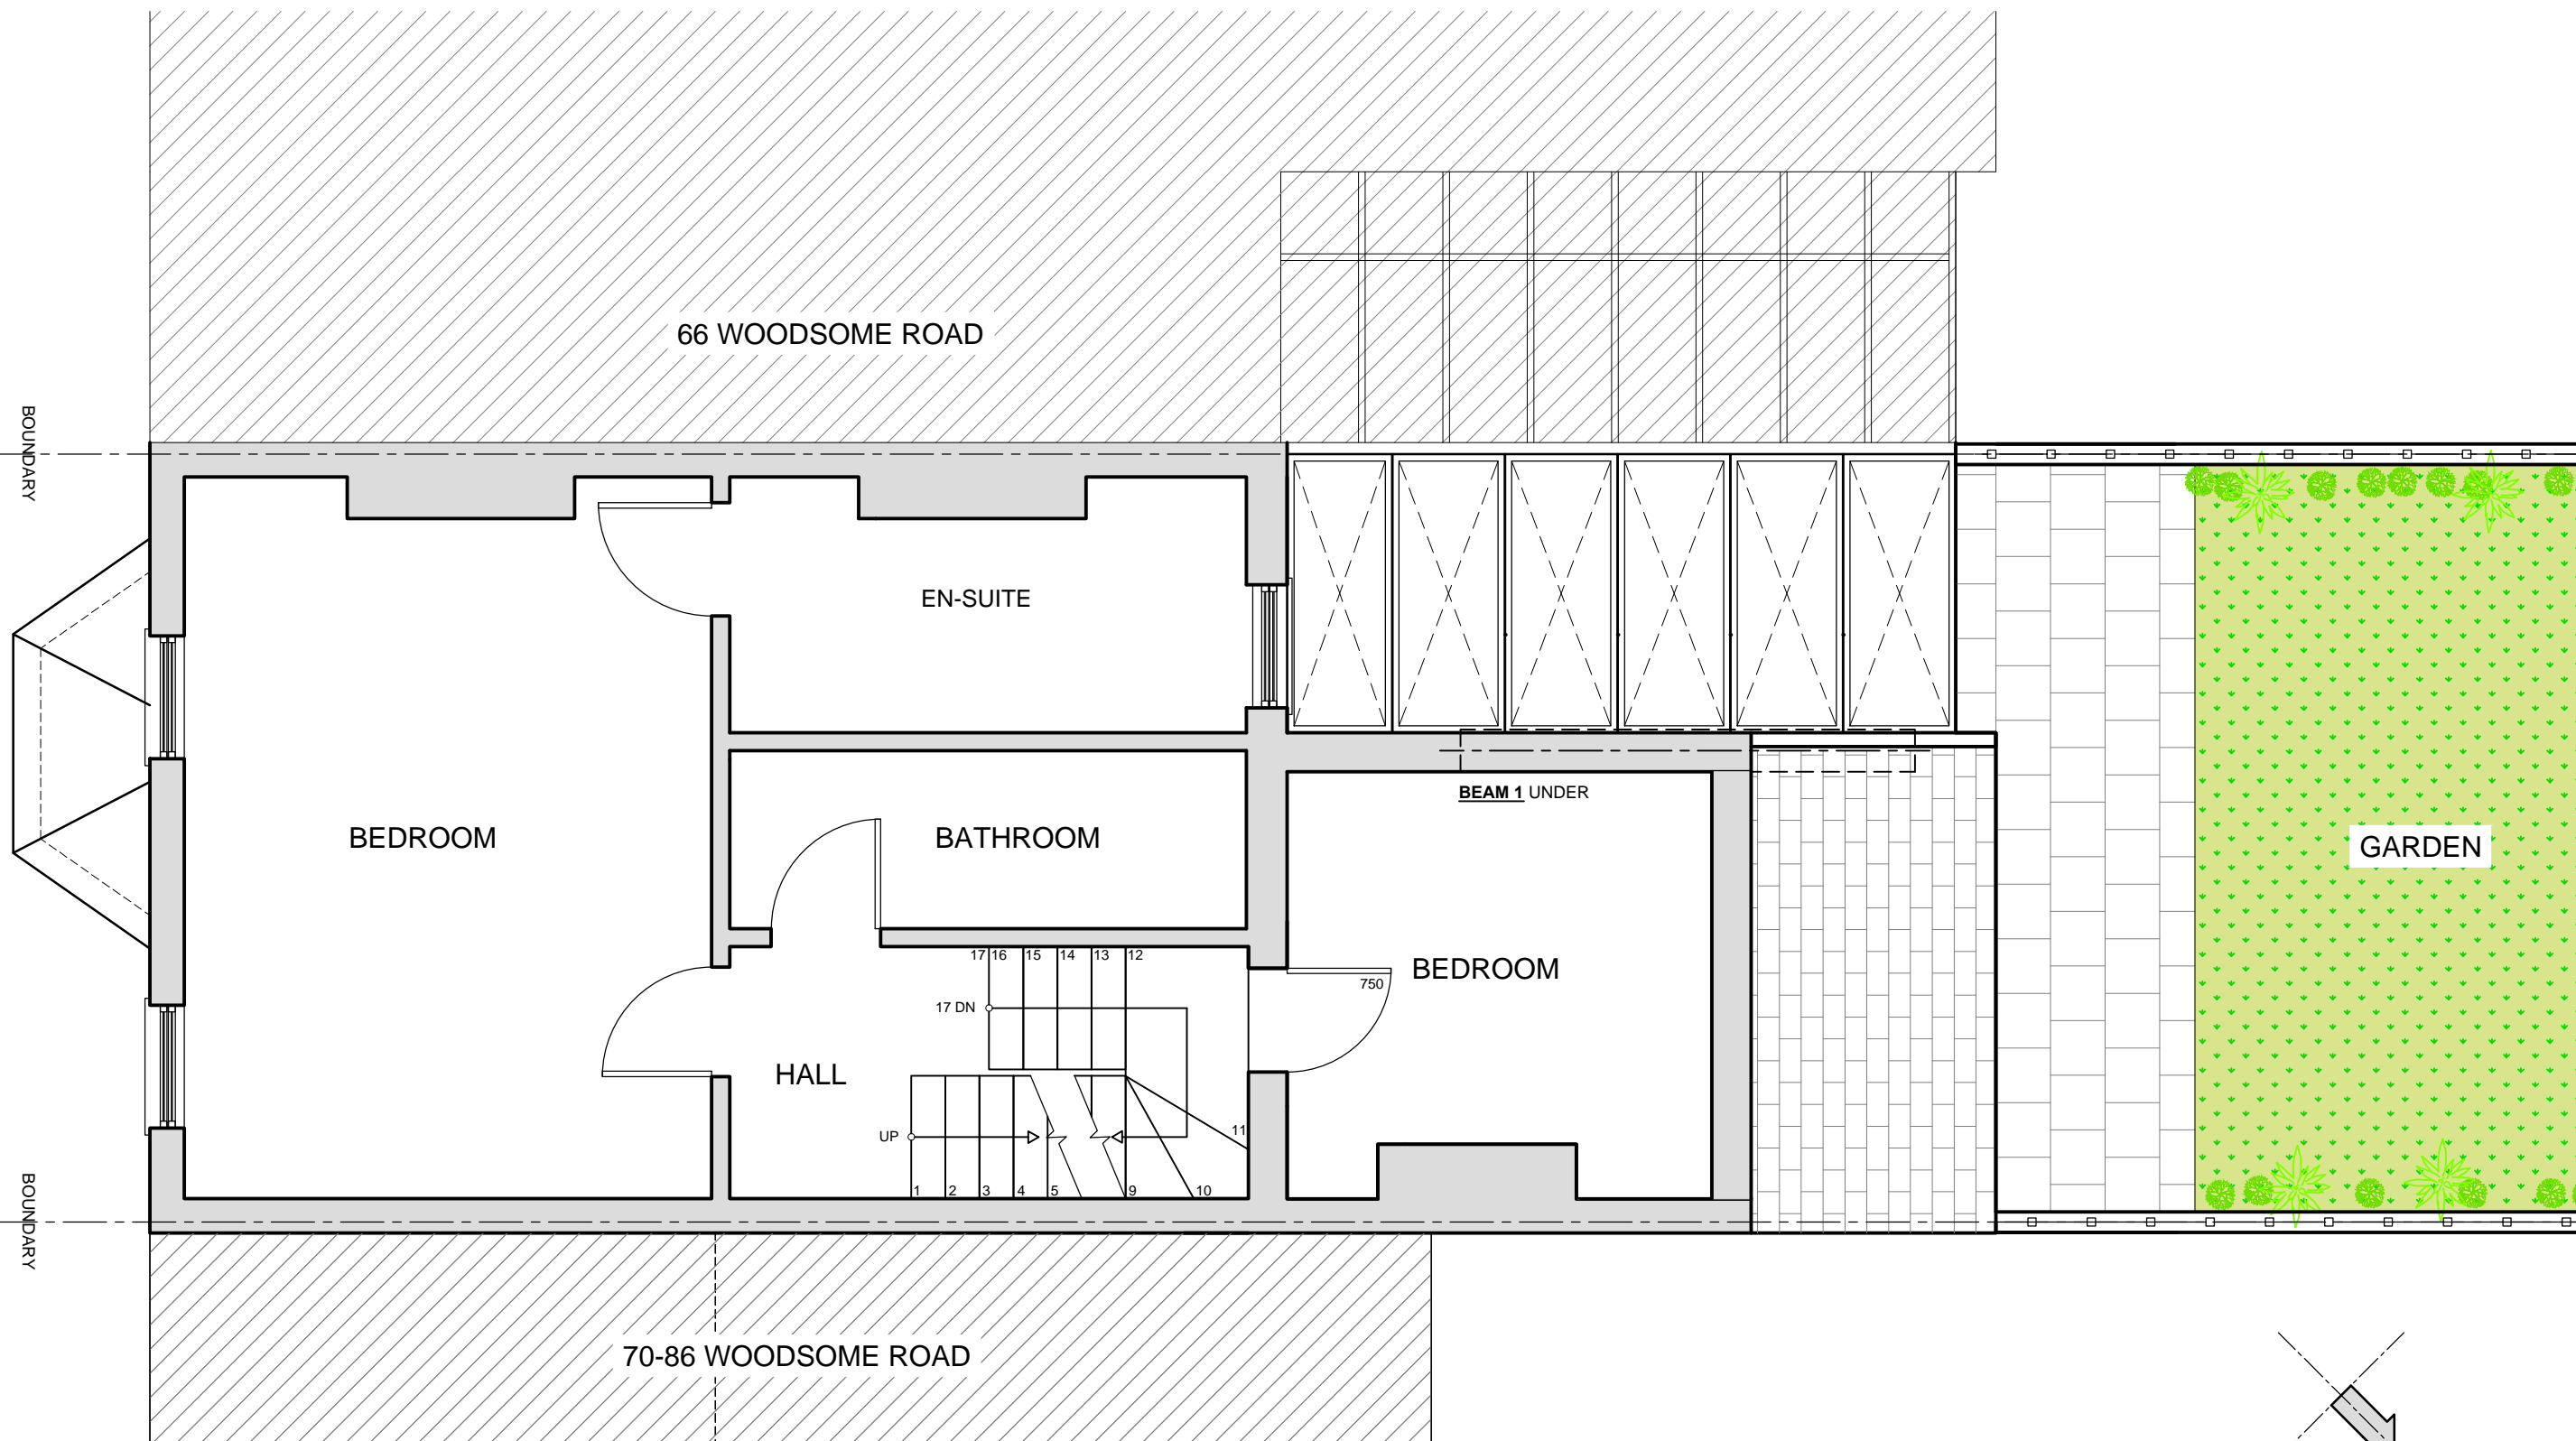 66 WOODSOME ROAD
BOUNDARY
EN-SUITE
BEAM 1 UNDER
BEDROOM
BATHROOM
GARDEN
17 16 15 14 13 12
BEDROOM
750
17 DN
HALL
UP
11
1 2 3 4 5 9 10
BOUNDARY
70-86 WOODSOME ROAD